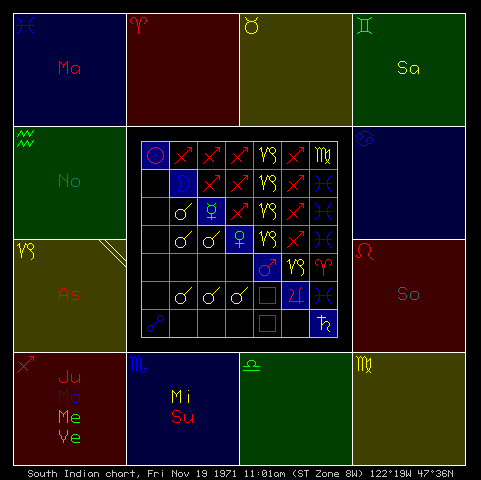 Ma
Sa
No
As
So
Ju
Mo
Me
Ve
Mi
Su
South Indian chart, Fri Nov 19 1971 11:01am (ST Zone 8W) 122°19W 47°36N